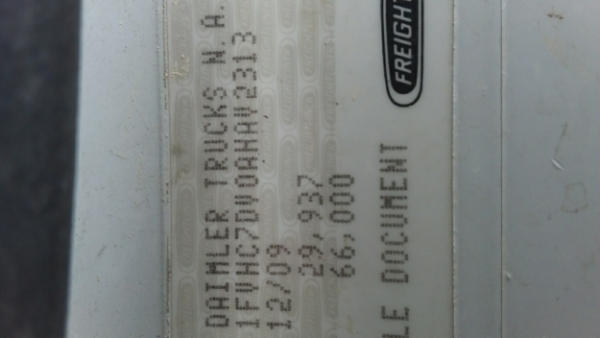 DAIMLER TRUCKS N.A.
1FVHC7DV0AHAV2313
12/09
29,937
66,000
FREIGHT
LE DOCUMENT